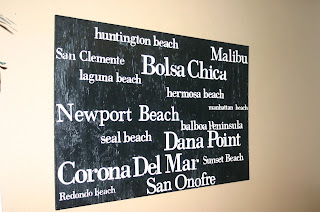 huntington beach
Malibu
San Clemente
Bolsa Chica
laguna beach
hermosa beach
manhattan beach
Newport Beach
balboa Peninsula
seal beach
Dana Point
Corona Del Mar
Sunset Beach
Redondo beach
San Onofre